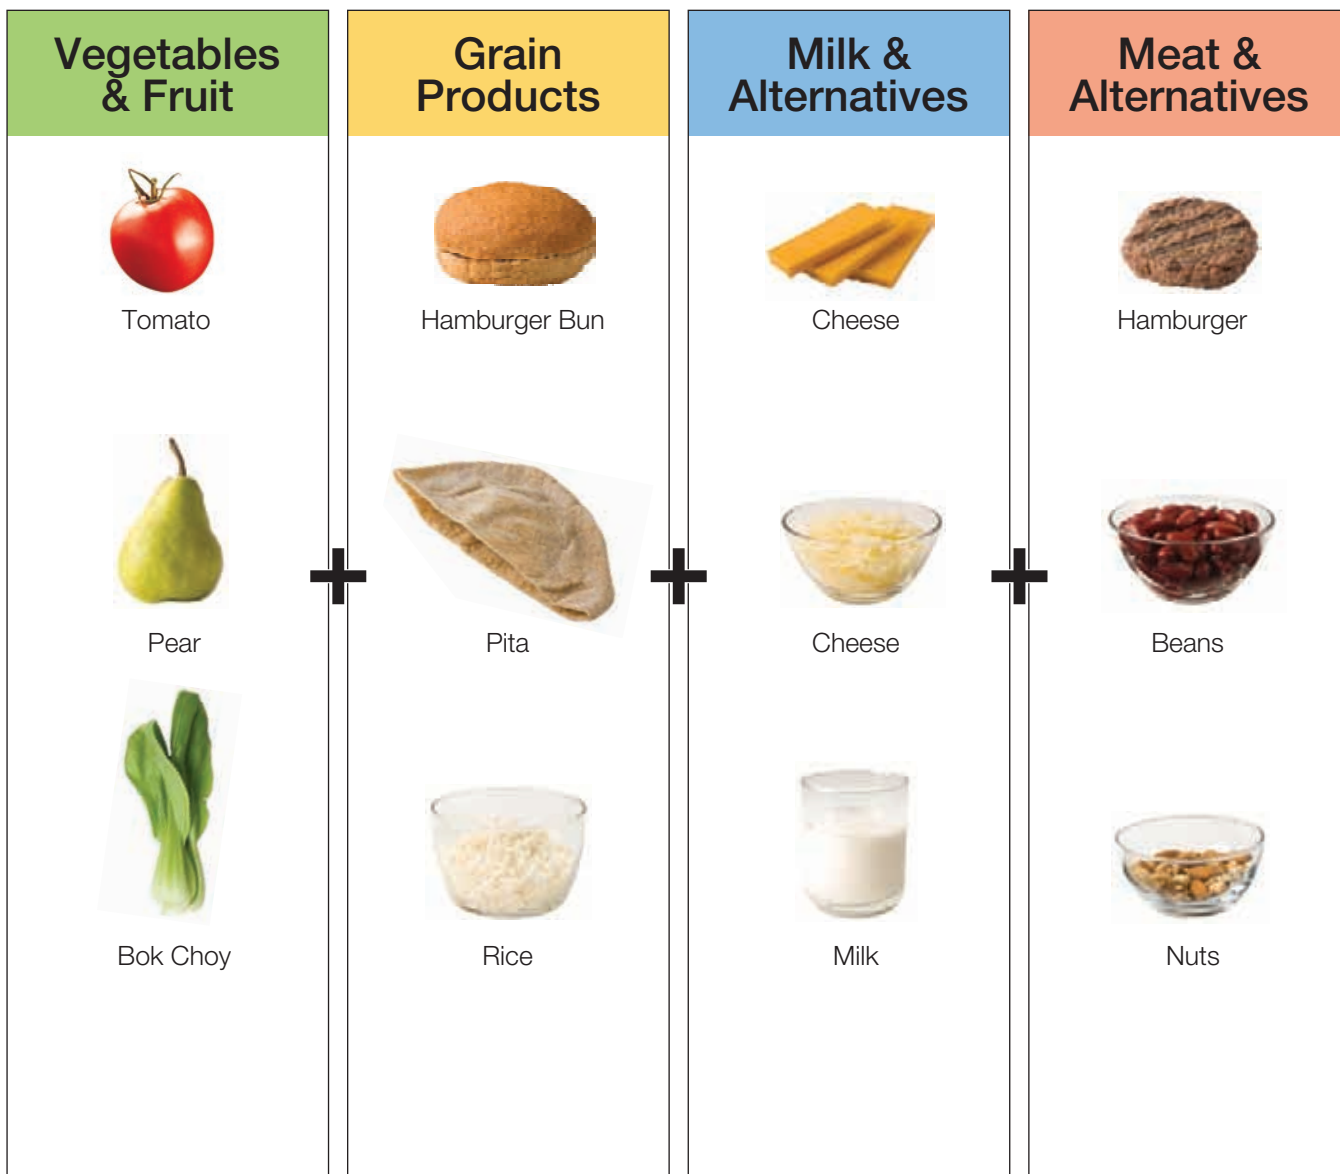 Vegetables
& Fruit
Grain
Products
Milk &
Alternatives
Meat &
Alternatives
Tomato
Hamburger Bun
Cheese
Hamburger
Pear
Pita
Cheese
Beans
Bok Choy
Rice
Milk
Nuts